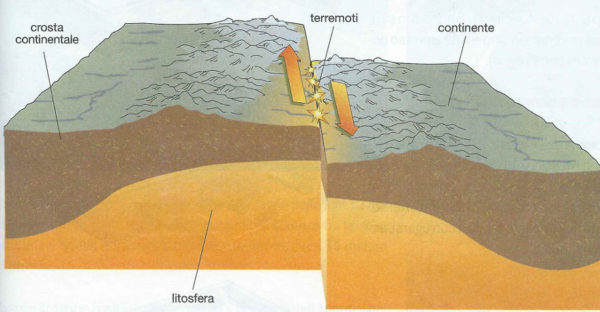 crosta
continentale
terremoti
continente
litosfera